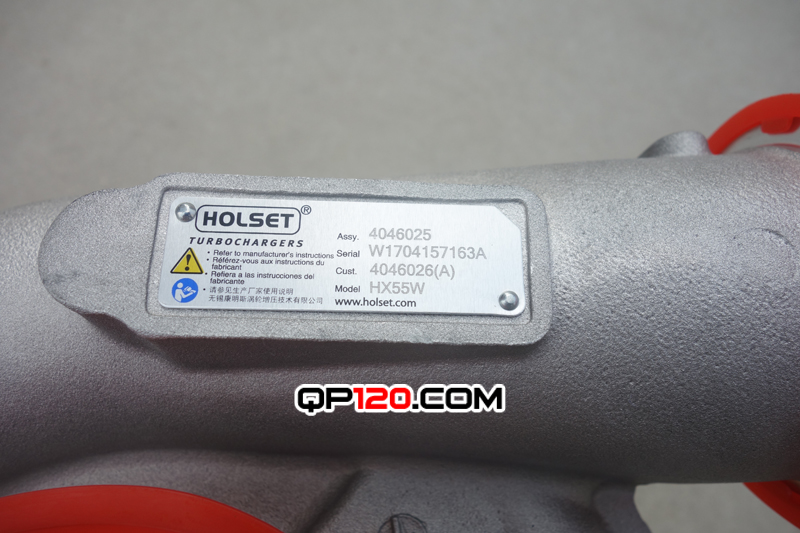 HOLSET®
TURBOCHARGERS
• Refer to manufacturer's instructions
• Référez-vous aux instructions du
fabricant
• Refiera a las instrucciones del
fabricante
• 请参见生产厂家使用说明
无锡康明斯涡轮增压技术有限公司
Assy. 4046025
Serial W1704157163A
Cust. 4046026(A)
Model HX55W
www.holset.com
QP120.COM